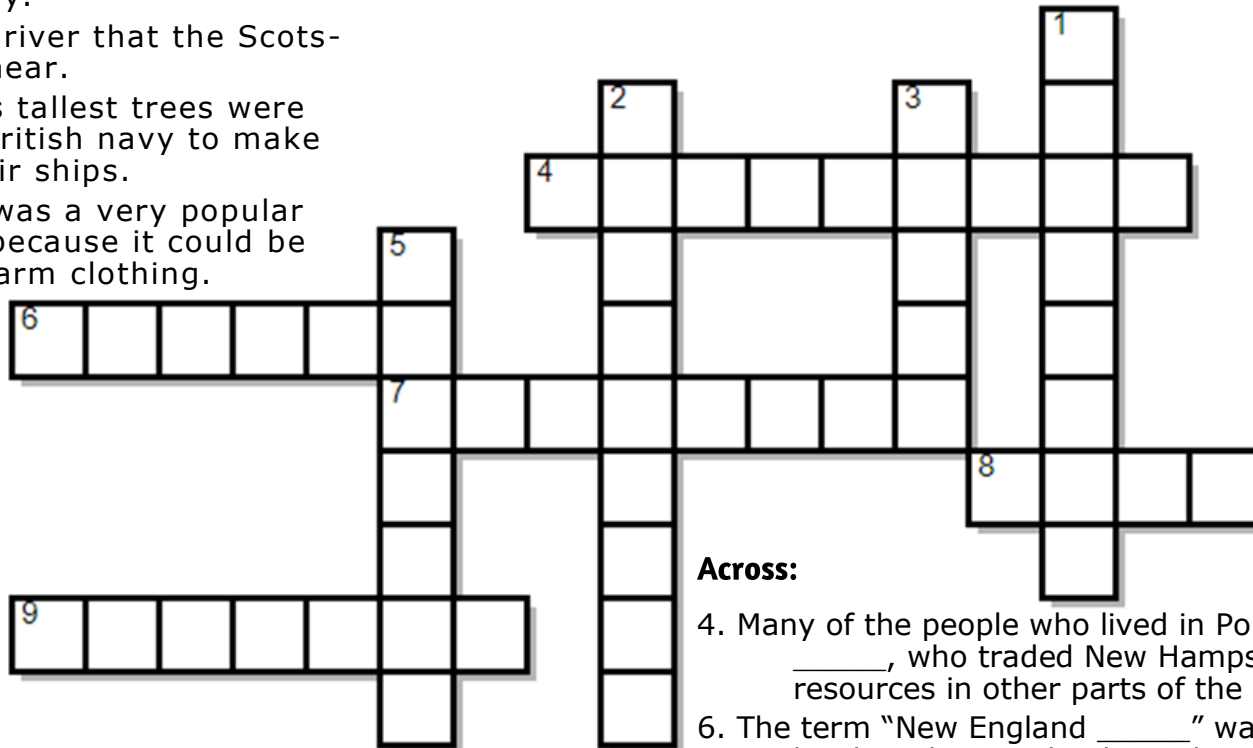 y.
river that the Scots-
near.
s tallest trees were
ritish navy to make
ir ships.
was a very popular
because it could be
arm clothing.
1
2
3
4
5
6
7
8
9
Across:
4. Many of the people who lived in Po
______, who traded New Hamps
resources in other parts of the
6. The term “New England ______” wa